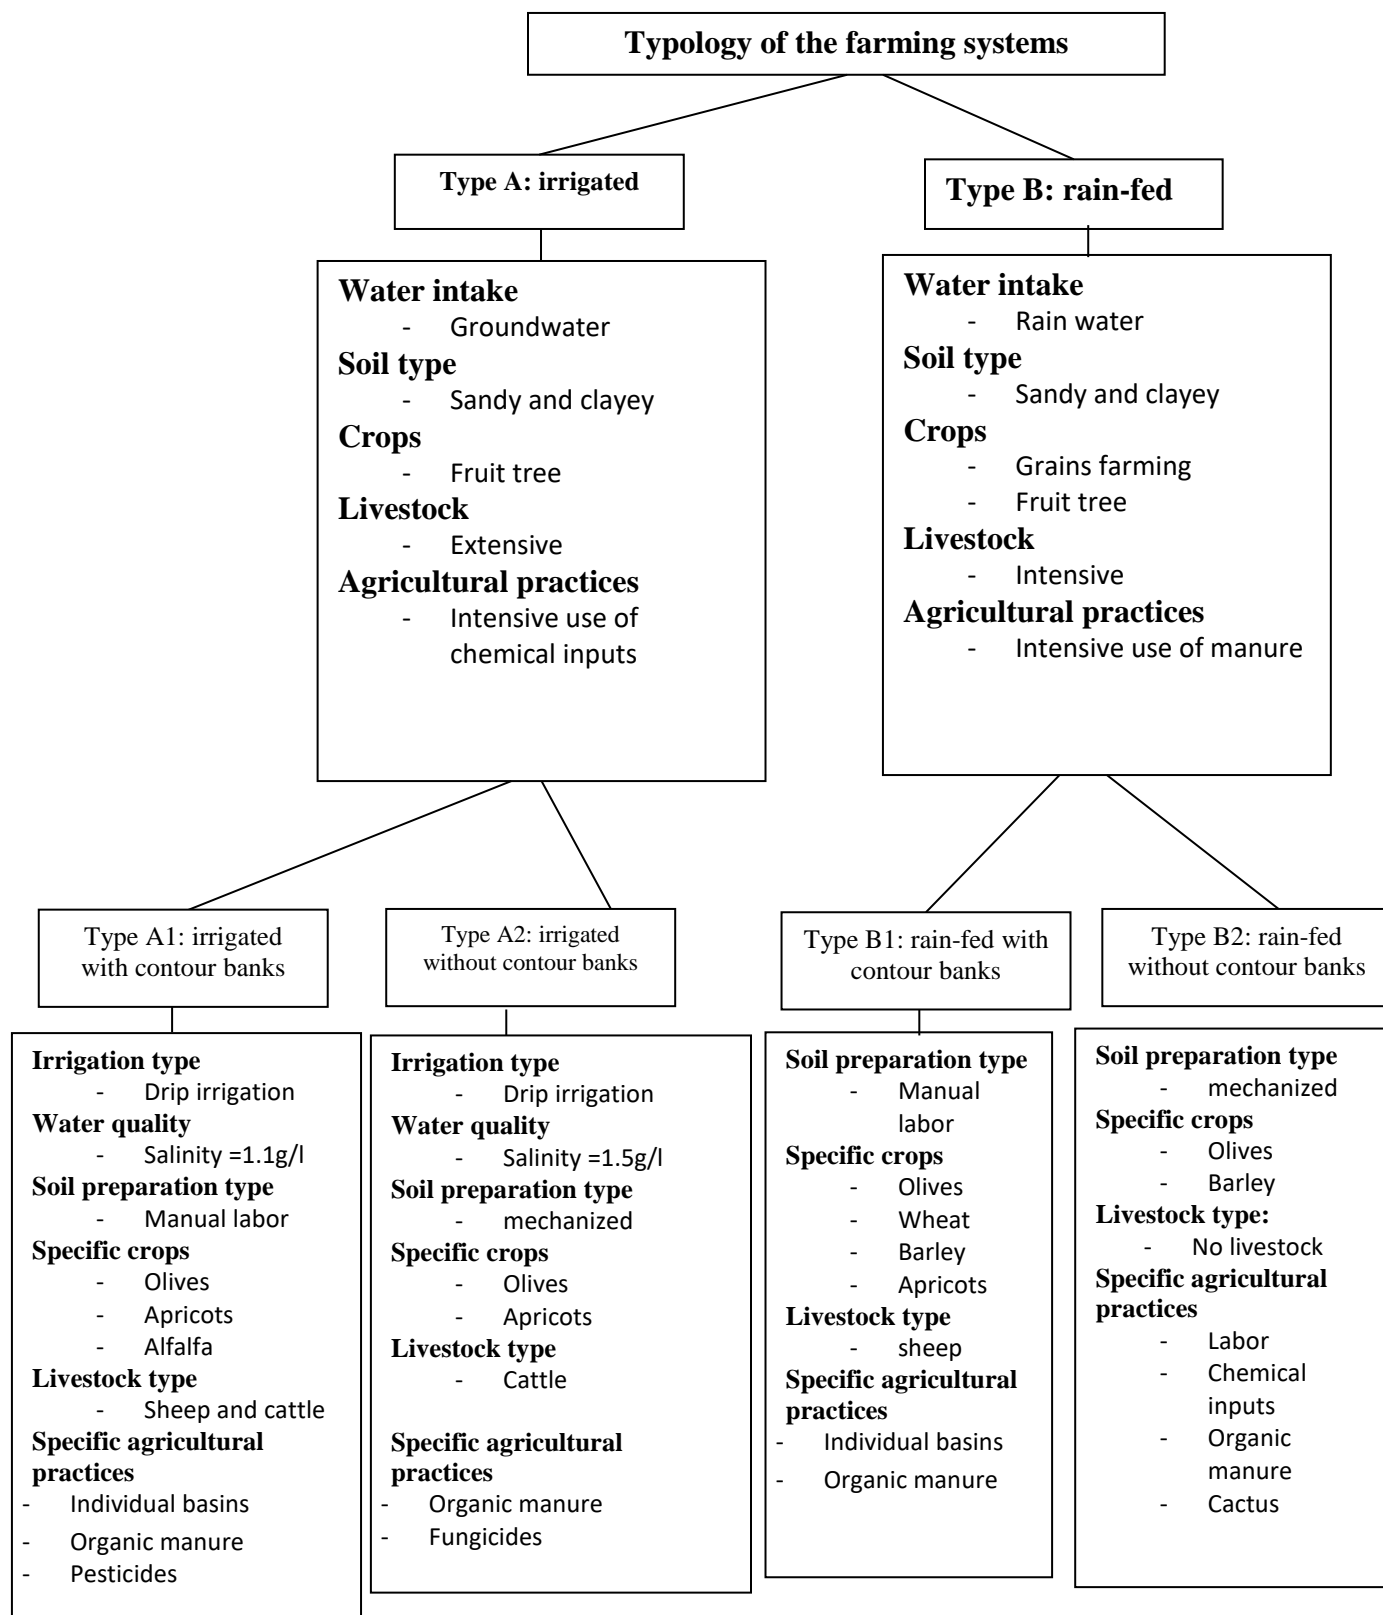 Typology of the farming systems
Type A: irrigated
Type B: rain-fed
Water intake
- Groundwater
Soil type
- Sandy and clayey
Crops
- Fruit tree
Livestock
- Extensive
Agricultural practices
- Intensive use of
chemical inputs
Water intake
- Rain water
Soil type
- Sandy and clayey
Crops
- Grains farming
- Fruit tree
Livestock
- Intensive
Agricultural practices
- Intensive use of manure
Type A1: irrigated
with contour banks
Type A2: irrigated
without contour banks
Type B1: rain-fed with
contour banks
Type B2: rain-fed
without contour banks
Irrigation type
- Drip irrigation
Water quality
- Salinity =1.1g/l
Soil preparation type
- Manual labor
Specific crops
- Olives
- Apricots
- Alfalfa
Livestock type
- Sheep and cattle
Specific agricultural
practices
- Individual basins
- Organic manure
- Pesticides
Irrigation type
- Drip irrigation
Water quality
- Salinity =1.5g/l
Soil preparation type
- mechanized
Specific crops
- Olives
- Apricots
Livestock type
- Cattle
Specific agricultural
practices
- Organic manure
- Fungicides
Soil preparation type
- Manual
labor
Specific crops
- Olives
- Wheat
- Barley
- Apricots
Livestock type
- sheep
Specific agricultural
practices
- Individual basins
- Organic manure
Soil preparation type
- mechanized
Specific crops
- Olives
- Barley
Livestock type:
- No livestock
Specific agricultural
practices
- Labor
- Chemical
inputs
- Organic
manure
- Cactus